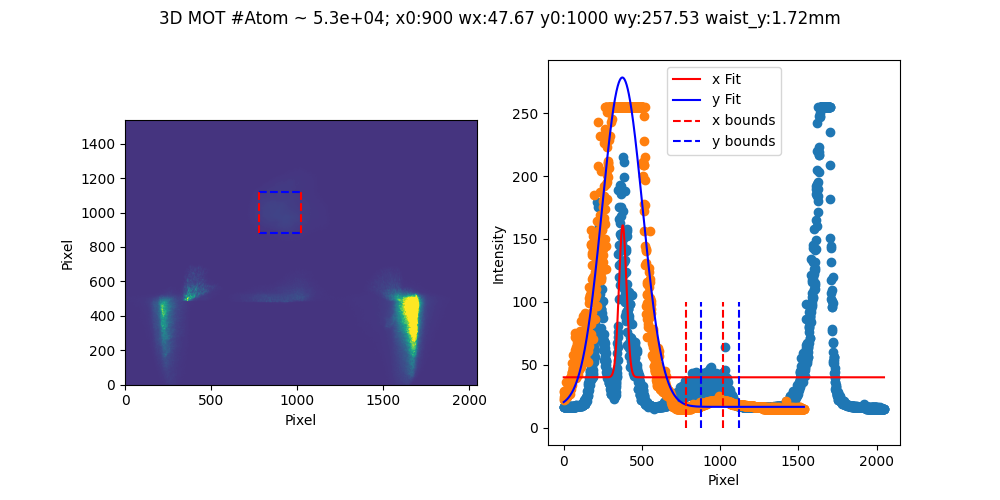 3D MOT #Atom ~ 5.3e+04; x0:900 wx:47.67 y0:1000 wy:257.53 waist_y:1.72mm
1400
1200
1000
800
600
400
200
0
Pixel
0 500 1000 1500 2000
Pixel
250
200
150
100
50
0
Intensity
x Fit
y Fit
x bounds
y bounds
0 500 1000 1500 2000
Pixel